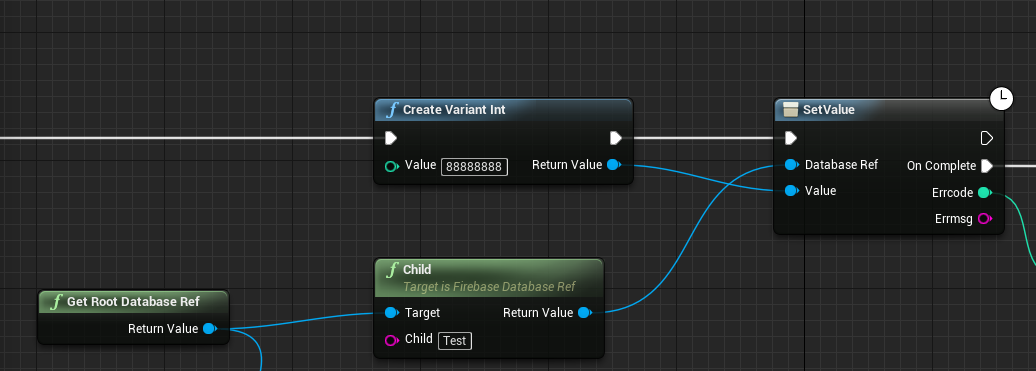 Create Variant Int
Value 88888888 Return Value
SetValue
Database Ref On Complete
Value
Errcode
Errmsg
Child
Target is Firebase Database Ref
Target Return Value
Child Test
Get Root Database Ref
Return Value